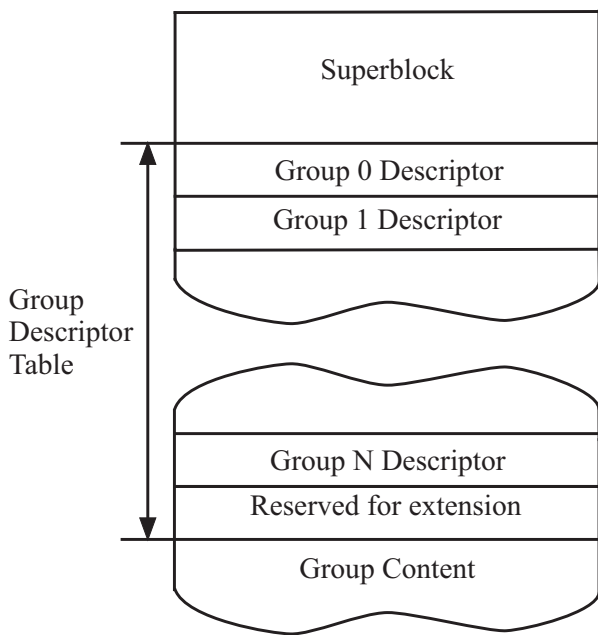 Superblock
Group 0 Descriptor
Group 1 Descriptor
Group
Descriptor
Table
Group N Descriptor
Reserved for extension
Group Content